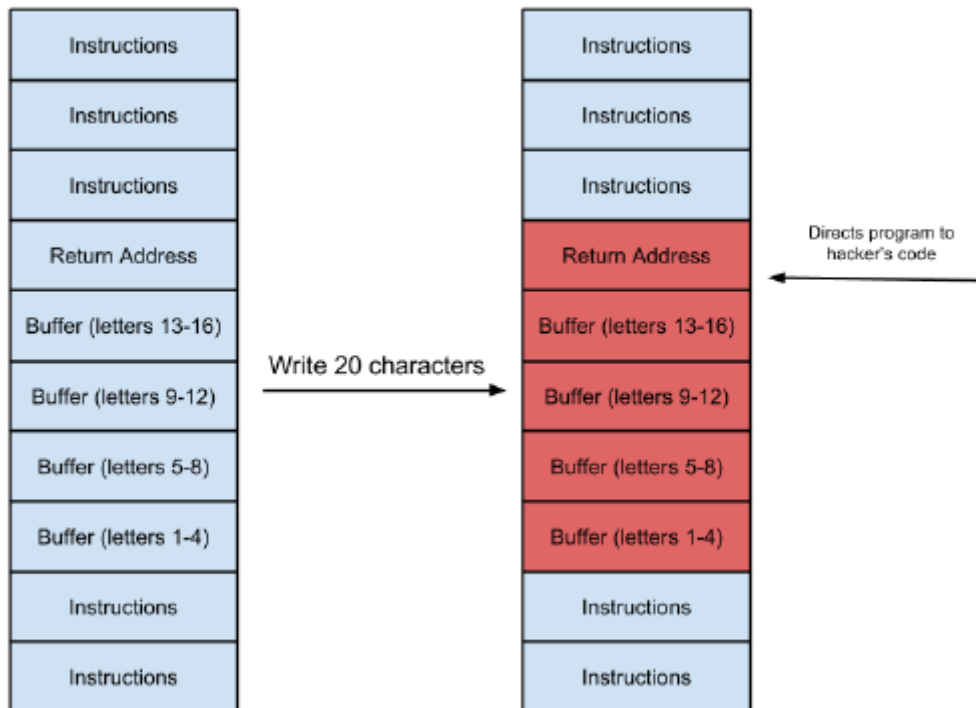 Instructions
Instructions
Instructions
Return Address
Buffer (letters 13-16)
Buffer (letters 9-12)
Buffer (letters 5-8)
Buffer (letters 1-4)
Instructions
Instructions
Write 20 characters
Instructions
Instructions
Instructions
Return Address
Buffer (letters 13-16)
Buffer (letters 9-12)
Buffer (letters 5-8)
Buffer (letters 1-4)
Instructions
Instructions
Directs program to
hacker's code